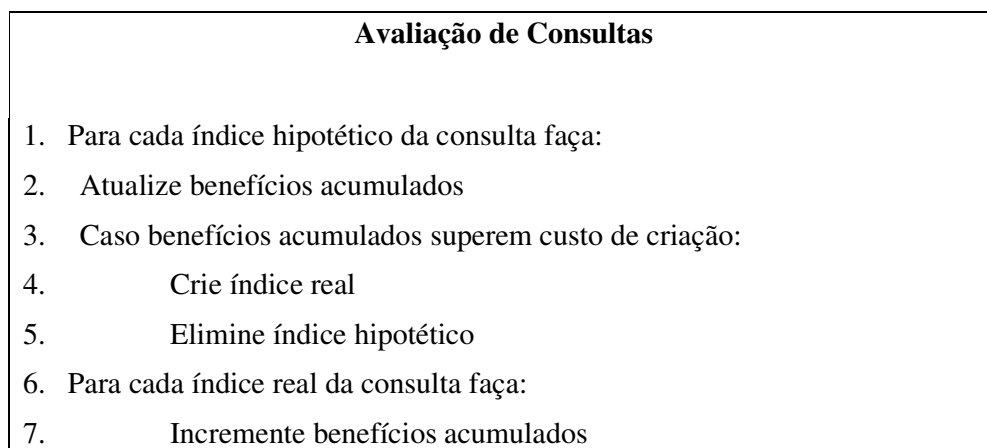 Avaliação de Consultas
1. Para cada índice hipotético da consulta faça:
2. Atualize benefícios acumulados
3. Caso benefícios acumulados superem custo de criação:
4. Crie índice real
5. Elimine índice hipotético
6. Para cada índice real da consulta faça:
7. Incremente benefícios acumulados